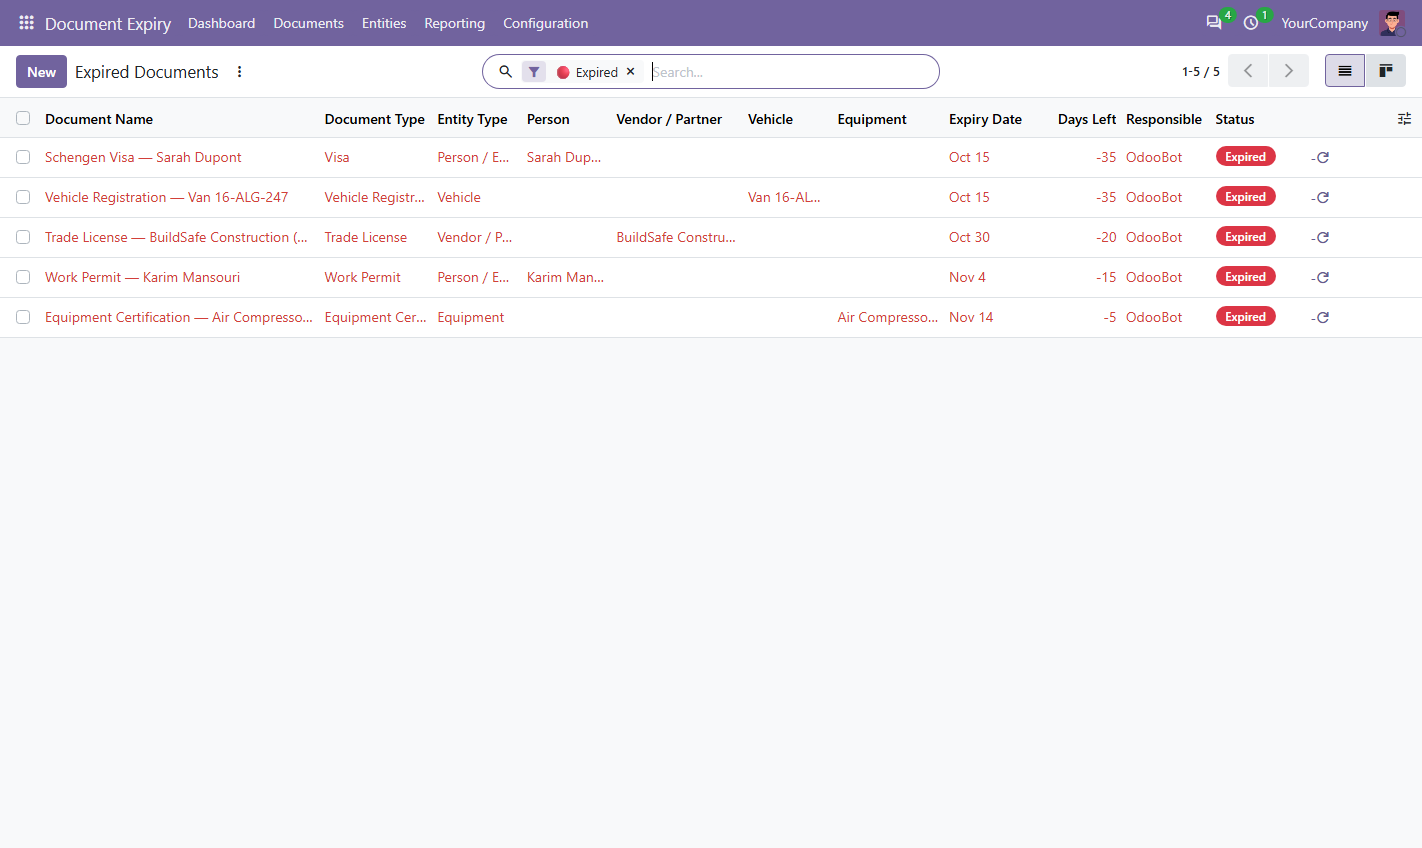 Document Expiry Dashboard Documents Entities Reporting Configuration 4 1 YourCompany
New Expired Documents Expired × Search... 1-5 / 5
Document Name Document Type Entity Type Person Vendor / Partner Vehicle Equipment Expiry Date Days Left Responsible Status
Schengen Visa — Sarah Dupont Visa Person / E... Sarah Dup... Oct 15 -35 OdooBot Expired -
Vehicle Registration — Van 16-ALG-247 Vehicle Registr... Vehicle Van 16-AL... Oct 15 -35 OdooBot Expired -
Trade License — BuildSafe Construction (... Trade License Vendor / P... BuildSafe Constru... Oct 30 -20 OdooBot Expired -
Work Permit — Karim Mansouri Work Permit Person / E... Karim Man... Nov 4 -15 OdooBot Expired -
Equipment Certification — Air Compresso... Equipment Cer... Equipment Air Compresso... Nov 14 -5 OdooBot Expired -